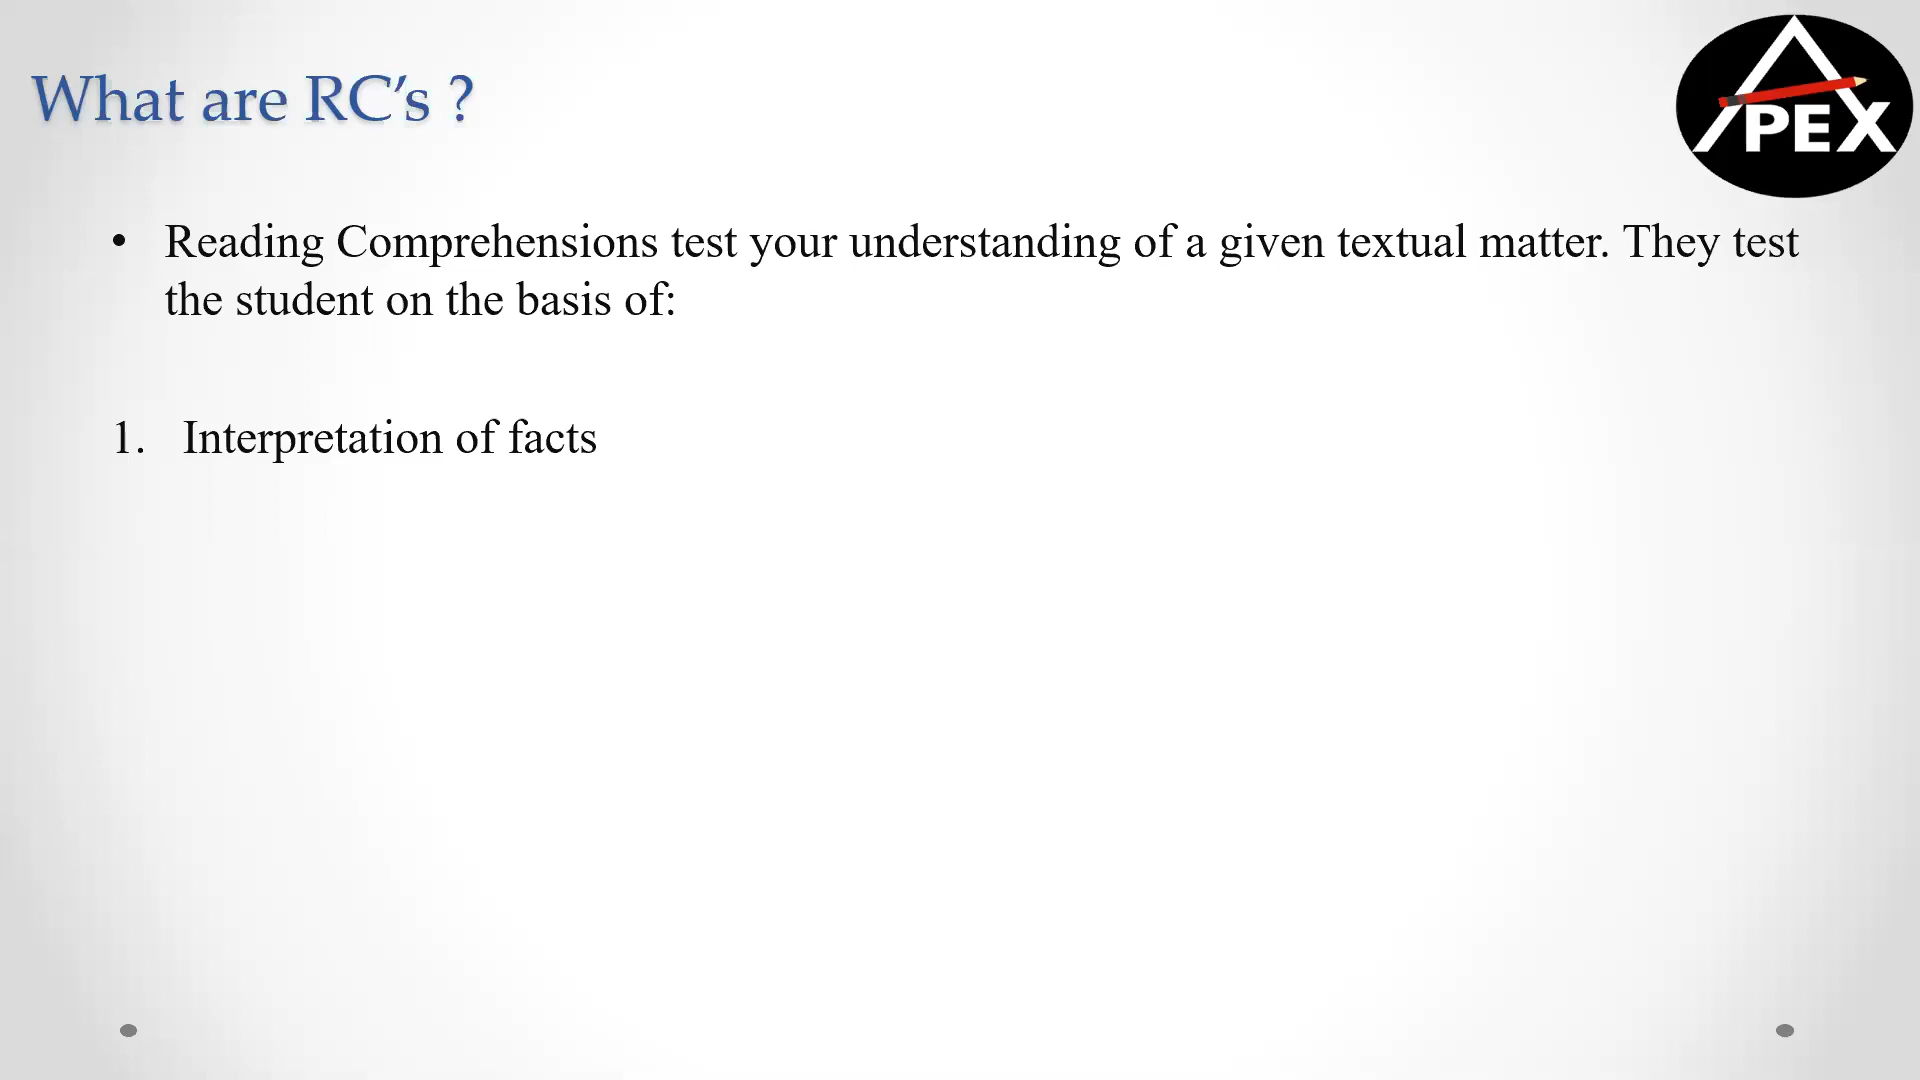 What are RC’s ?
APEX
• Reading Comprehensions test your understanding of a given textual matter. They test
the student on the basis of:
1. Interpretation of facts